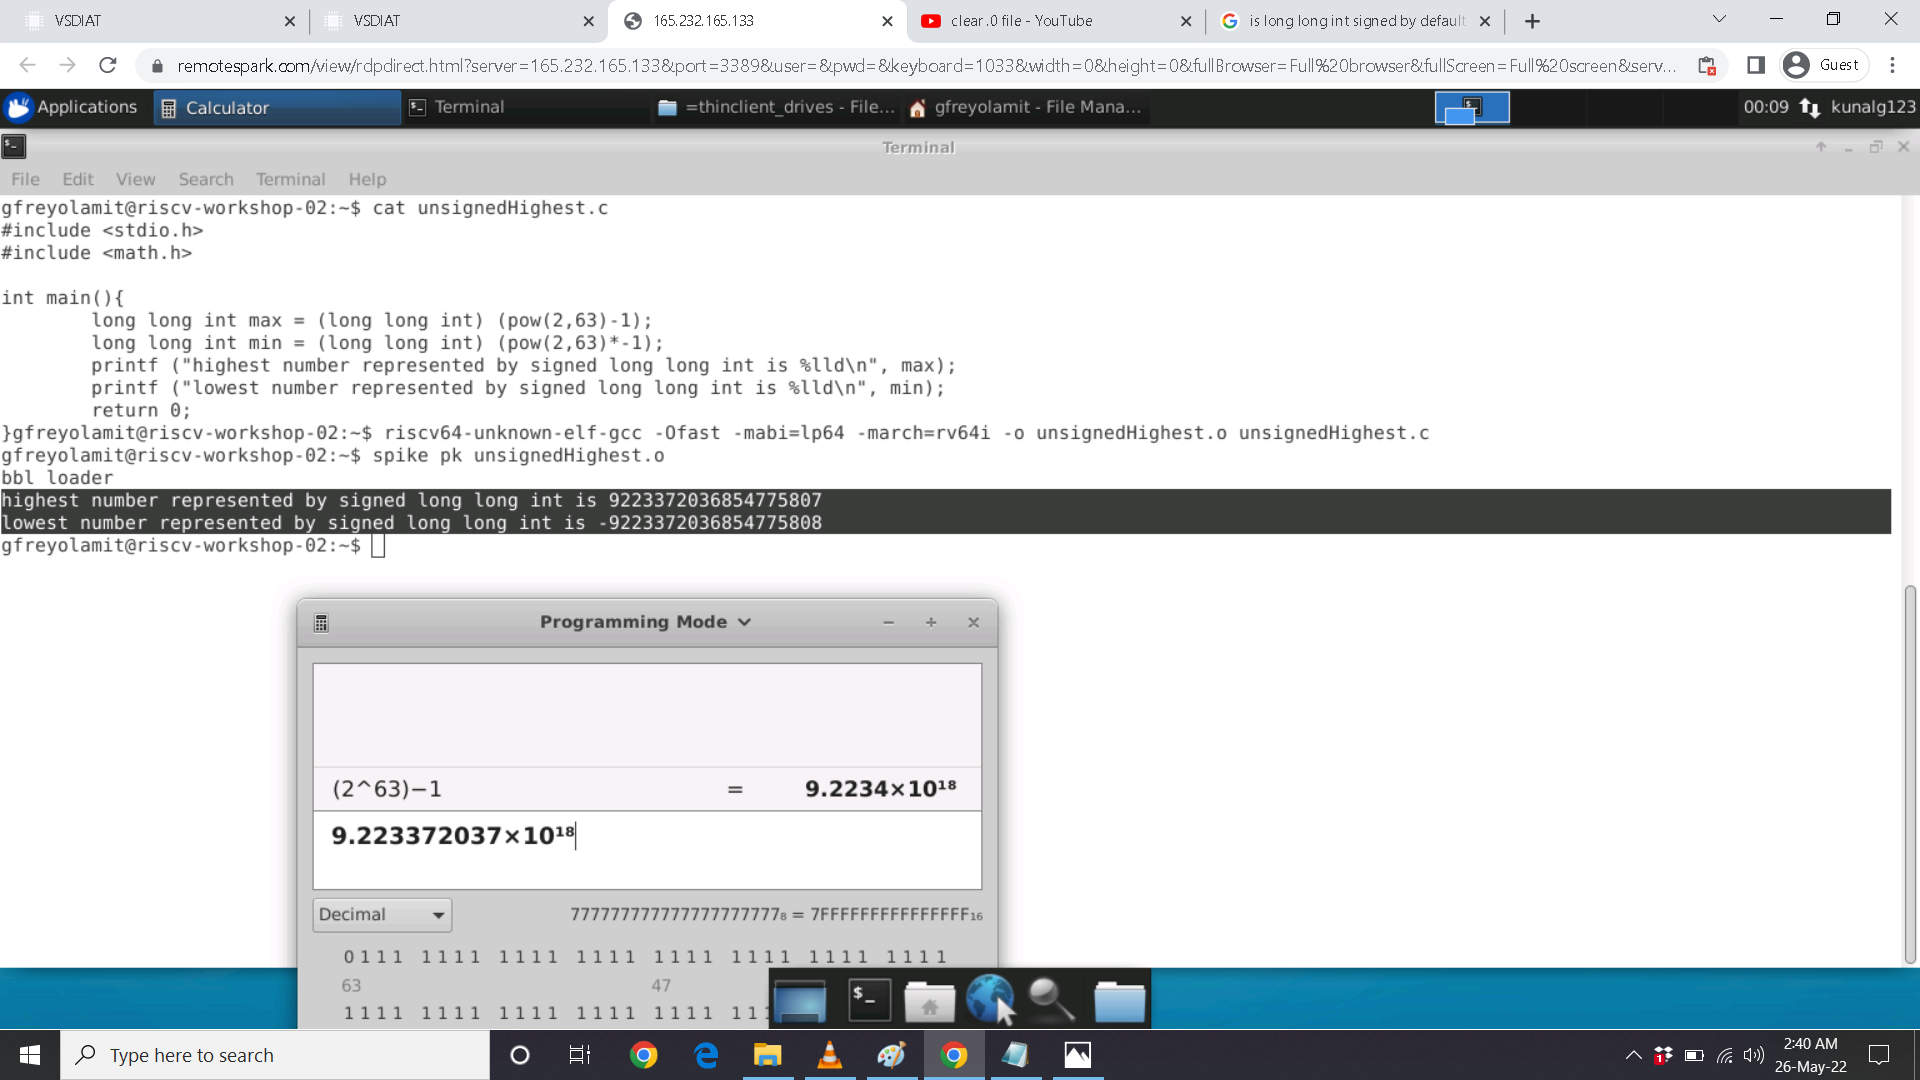 VSDIAT
VSDIAT
165.232.165.133
clear .0 file - YouTube
is long long int signed by default
remotespark.com/view/rdpdirect.html?server=165.232.165.133&port=3389&user=&pwd=&keyboard=1033&width=0&height=0&fullBrowser=Full%20browser&fullScreen=Full%20screen&serv...
Guest
Applications
Calculator
Terminal
=thinclient_drives - File...
gfreyolamit - File Mana...
00:09
kunalg123
Terminal
File Edit View Search Terminal Help
gfreyolamit@riscv-workshop-02:~$ cat unsignedHighest.c
#include <stdio.h>
#include <math.h>
int main(){
long long int max = (long long int) (pow(2,63)-1);
long long int min = (long long int) (pow(2,63)*-1);
printf ("highest number represented by signed long long int is %lld\n", max);
printf ("lowest number represented by signed long long int is %lld\n", min);
return 0;
}gfreyolamit@riscv-workshop-02:~$ riscv64-unknown-elf-gcc -Ofast -mabi=lp64 -march=rv64i -o unsignedHighest.o unsignedHighest.c
gfreyolamit@riscv-workshop-02:~$ spike pk unsignedHighest.o
bbl loader
highest number represented by signed long long int is 9223372036854775807
lowest number represented by signed long long int is -9223372036854775808
gfreyolamit@riscv-workshop-02:~$
Programming Mode
(2^63)−1 = 9.2234×10¹⁸
9.223372037×10¹⁸
Decimal
777777777777777777777₈ = 7FFFFFFFFFFFFFFF₁₆
0111 1111 1111 1111 1111 1111 1111 1111
63 47
1111 1111 1111 1111 1111 111
Type here to search
2:40 AM
26-May-22